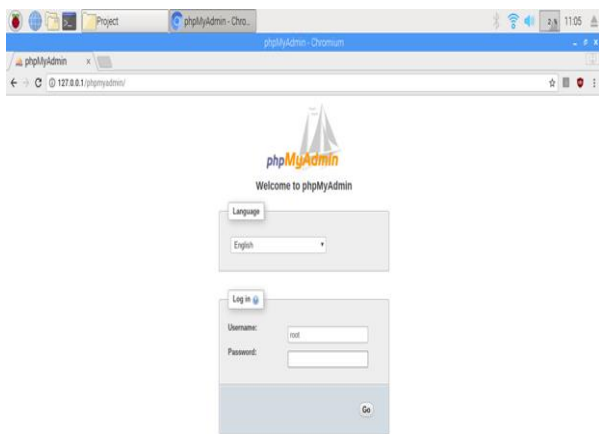 Project
phpMyAdmin - Chro..
11:05
phpMyAdmin - Chromium
phpMyAdmin
127.0.0.1/phpmyadmin/
phpMyAdmin
Welcome to phpMyAdmin
Language
English
Log in
Username:
root
Password:
Go